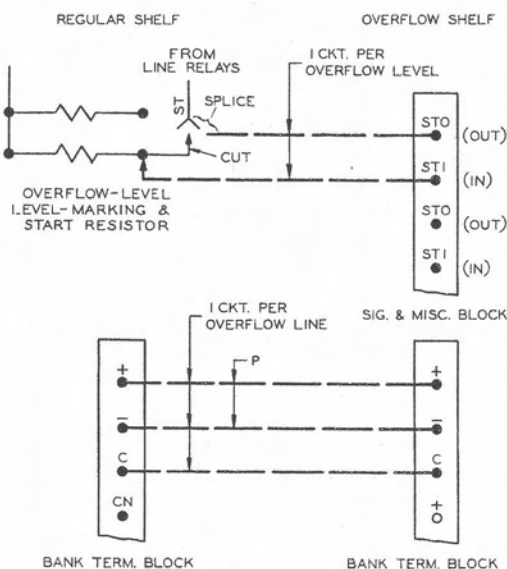 REGULAR SHELF
OVERFLOW SHELF
FROM
LINE RELAYS
1 CKT. PER
OVERFLOW LEVEL
ST
SPLICE
CUT
STO (OUT)
STI (IN)
STO (OUT)
STI (IN)
OVERFLOW-LEVEL
LEVEL-MARKING &
START RESISTOR
SIG. & MISC. BLOCK
1 CKT. PER
OVERFLOW LINE
P
+
–
C
CN
+
–
C
+
O
BANK TERM. BLOCK
BANK TERM. BLOCK